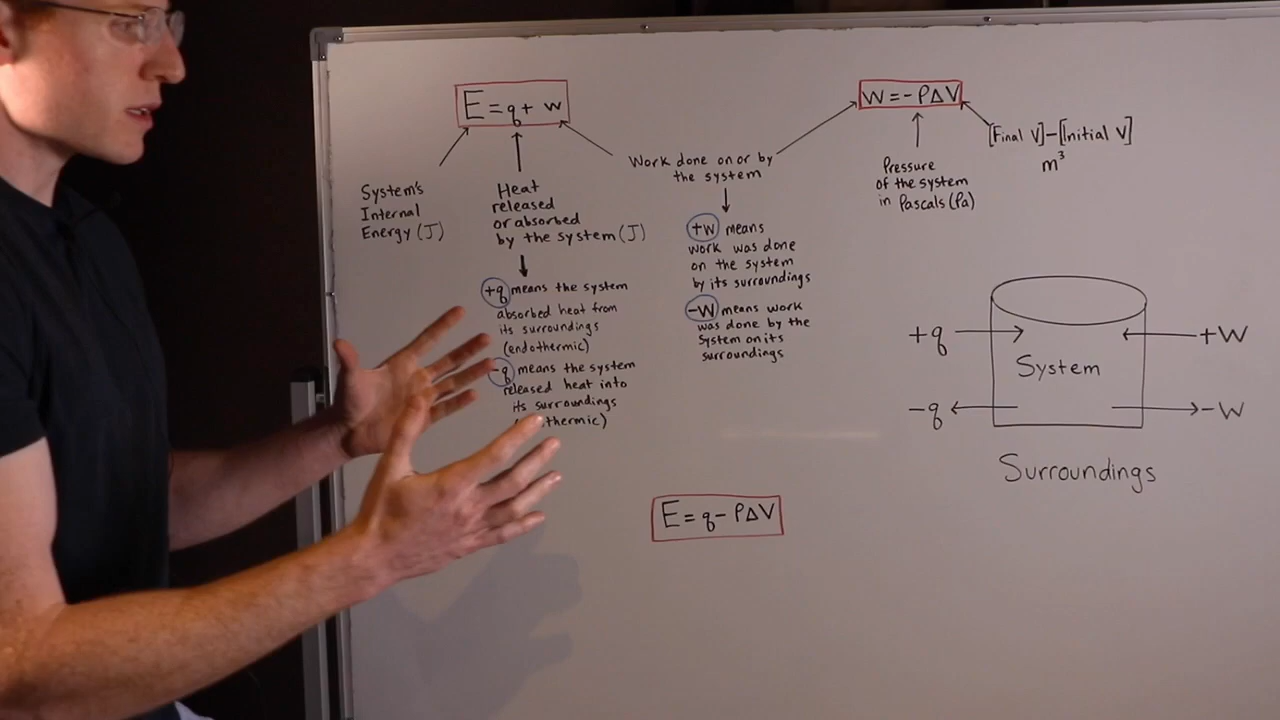 E = q + w
System's
Internal
Energy (J)
Heat
released
or absorbed
by the system (J)
+q means the system
absorbed heat from
its surroundings
(endothermic)
-q means the system
released heat into
its surroundings
Work done on or by
the system
+w means
work was done
on the system
by its surroundings
-w means work
was done by the
system on its
surroundings
W = -PΔV
Pressure
of the system
in Pascals (Pa)
[Final V]-[Initial V]
m³
+q
-q
System
+W
-W
Surroundings
E = q - PΔV